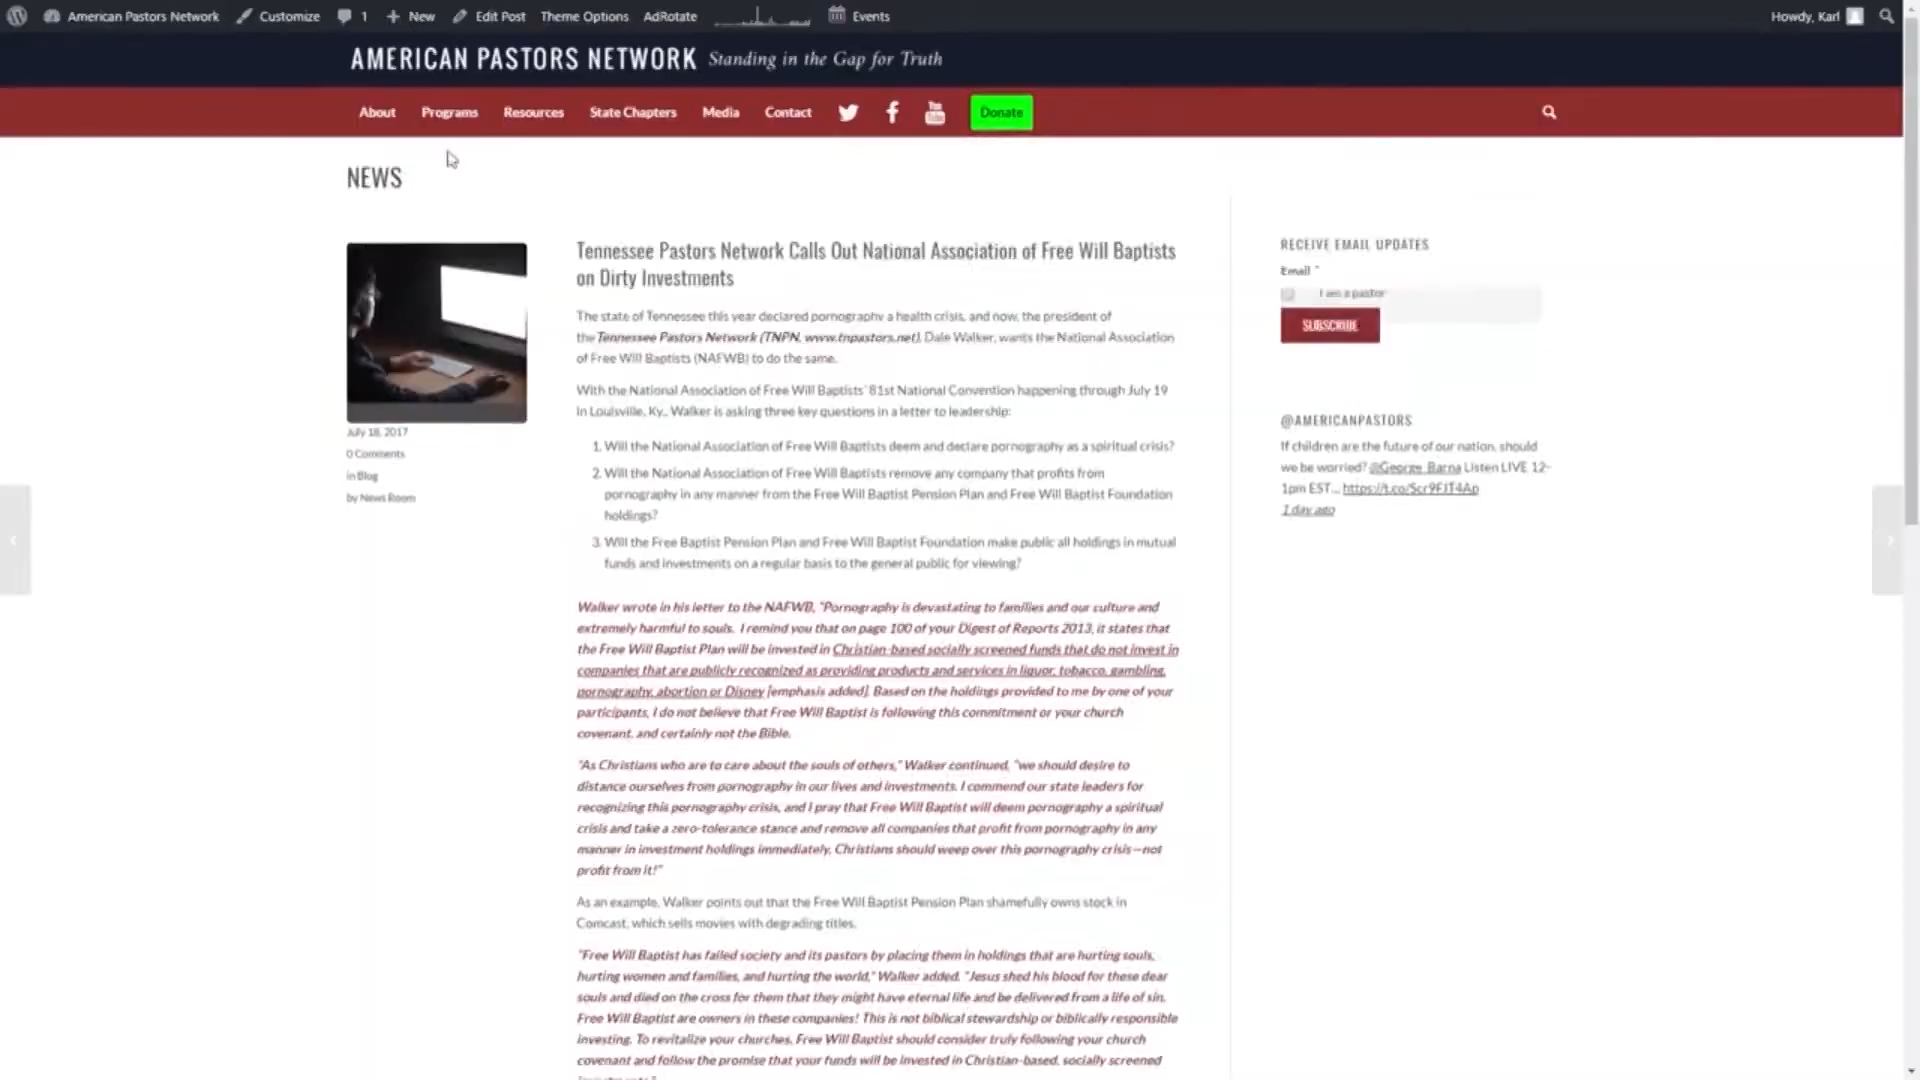 American Pastors Network Customize 1 New Edit Post Theme Options AdRotate Events Howdy, Karl
AMERICAN PASTORS NETWORK Standing in the Gap for Truth
About Programs Resources State Chapters Media Contact Donate
NEWS
Tennessee Pastors Network Calls Out National Association of Free Will Baptists
on Dirty Investments
July 18, 2017
0 Comments
in Blog
by News Room
The state of Tennessee this year declared pornography a health crisis, and now, the president of
the Tennessee Pastors Network (TNPN, www.tnpastors.net), Dale Walker, wants the National Association
of Free Will Baptists (NAFWB) to do the same.
With the National Association of Free Will Baptists' 81st National Convention happening through July 19
in Louisville, Ky., Walker is asking three key questions in a letter to leadership:
1. Will the National Association of Free Will Baptists deem and declare pornography as a spiritual crisis?
2. Will the National Association of Free Will Baptists remove any company that profits from
pornography in any manner from the Free Will Baptist Pension Plan and Free Will Baptist Foundation
holdings?
3. Will the Free Baptist Pension Plan and Free Will Baptist Foundation make public all holdings in mutual
funds and investments on a regular basis to the general public for viewing?
Walker wrote in his letter to the NAFWB, "Pornography is devastating to families and our culture and
extremely harmful to souls. I remind you that on page 100 of your Digest of Reports 2013, it states that
the Free Will Baptist Plan will be invested in Christian-based socially screened funds that do not invest in
companies that are publicly recognized as providing products and services in liquor, tobacco, gambling,
pornography, abortion or Disney [emphasis added]. Based on the holdings provided to me by one of your
participants, I do not believe that Free Will Baptist is following this commitment or your church
covenant, and certainly not the Bible.
"As Christians who are to care about the souls of others," Walker continued, "we should desire to
distance ourselves from pornography in our lives and investments. I commend our state leaders for
recognizing this pornography crisis, and I pray that Free Will Baptist will deem pornography a spiritual
crisis and take a zero-tolerance stance and remove all companies that profit from pornography in any
manner in investment holdings immediately. Christians should weep over this pornography crisis—not
profit from it!"
As an example, Walker points out that the Free Will Baptist Pension Plan shamefully owns stock in
Comcast, which sells movies with degrading titles.
"Free Will Baptist has failed society and its pastors by placing them in holdings that are hurting souls,
hurting women and families, and hurting the world," Walker added. "Jesus shed his blood for these dear
souls and died on the cross for them that they might have eternal life and be delivered from a life of sin.
Free Will Baptist are owners in these companies! This is not biblical stewardship or biblically responsible
investing. To revitalize your churches, Free Will Baptist should consider truly following your church
covenant and follow the promise that your funds will be invested in Christian-based, socially screened
RECEIVE EMAIL UPDATES
Email *
I am a pastor
SUBSCRIBE
@AMERICANPASTORS
If children are the future of our nation, should
we be worried? @George_Barna Listen LIVE 12-
1pm EST... https://t.co/Scr9FJT4Ap
1 day ago